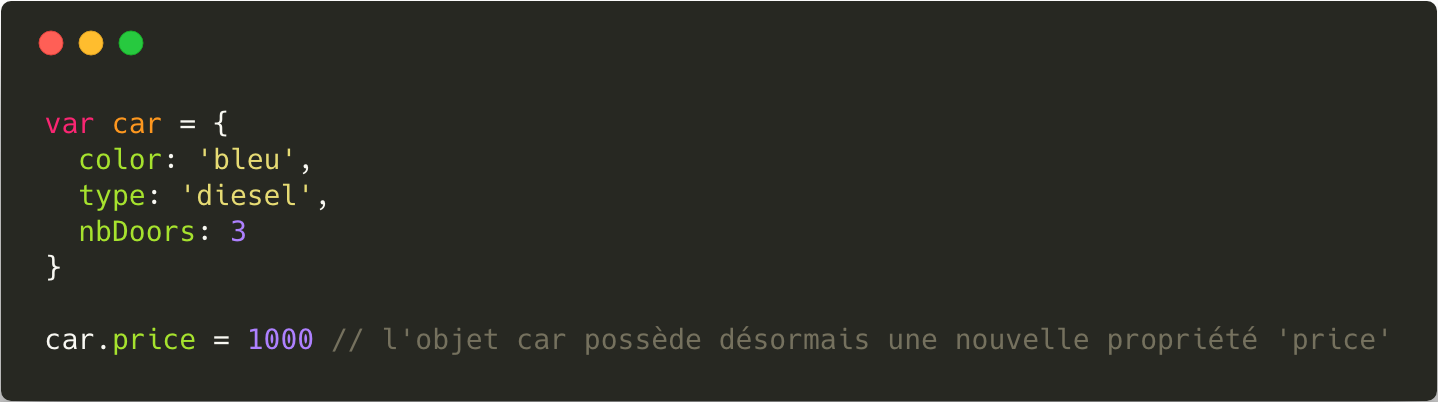 var car = {
  color: 'bleu',
  type: 'diesel',
  nbDoors: 3
}
car.price = 1000 // l'objet car possède désormais une nouvelle propriété 'price'